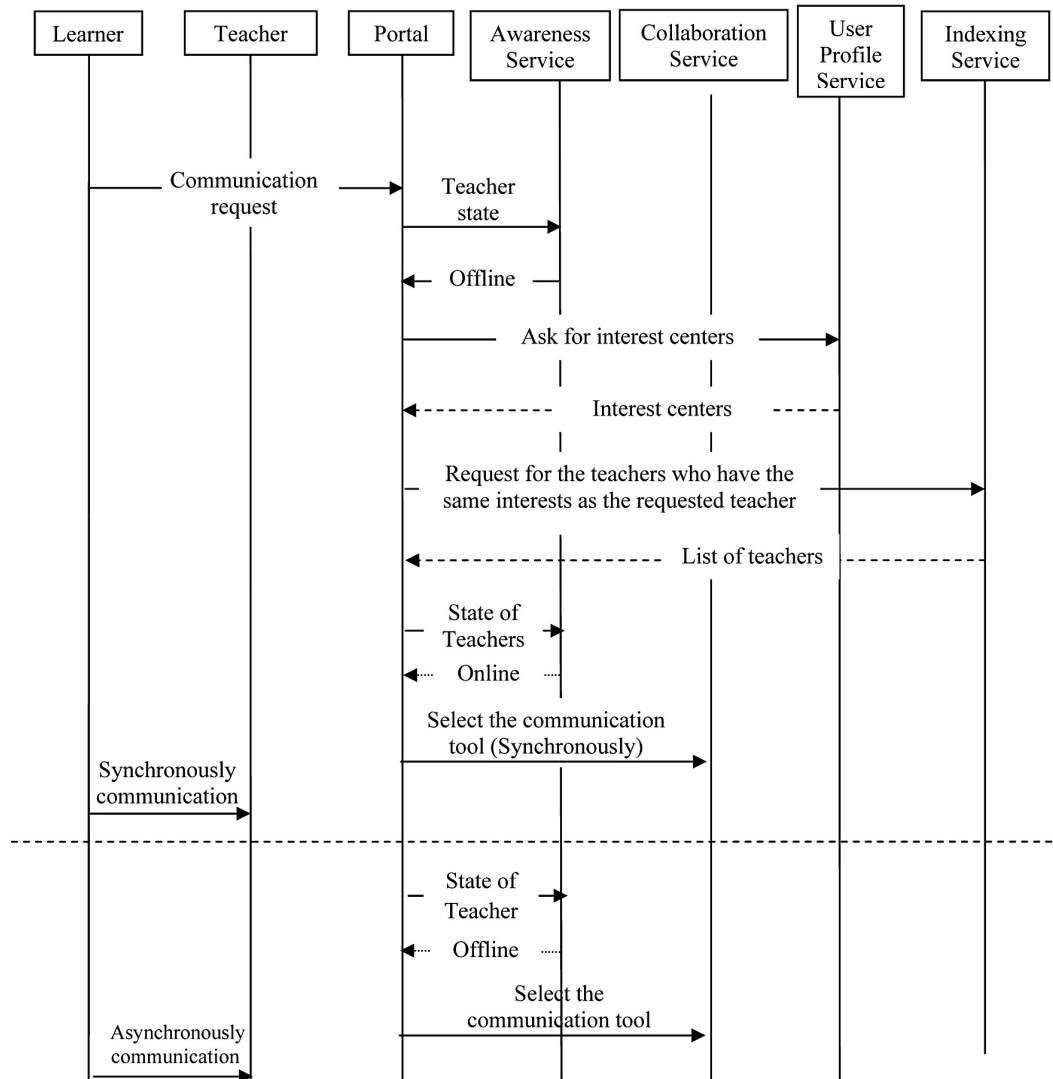 Learner
Teacher
Portal
Awareness
Service
Collaboration
Service
User
Profile
Service
Indexing
Service
Communication
request
Teacher
state
Offline
Ask for interest centers
Interest centers
Request for the teachers who have the
same interests as the requested teacher
List of teachers
State of
Teachers
Online
Select the communication
tool (Synchronously)
Synchronously
communication
State of
Teacher
Offline
Select the
communication tool
Asynchronously
communication